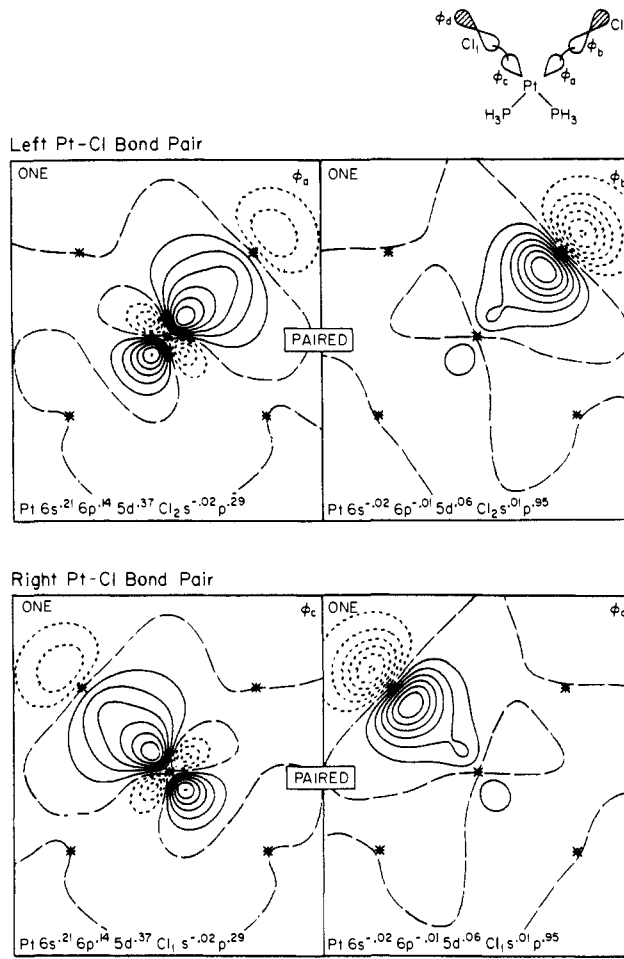 ϕd Cl
Cl₁ ϕb
ϕc ϕa
Pt
H₃P PH₃
Left Pt-Cl Bond Pair
ONE ϕa ONE ϕb
PAIRED
Pt 6s.²¹ 6p.¹⁴ 5d.³⁷ Cl₂ s⁻.⁰² p.²⁹ Pt 6s⁻.⁰² 6p⁻.⁰¹ 5d.⁰⁶ Cl₂ s.⁰¹ p.⁹⁵
Right Pt-Cl Bond Pair
ONE ϕc ONE ϕd
PAIRED
Pt 6s.²¹ 6p.¹⁴ 5d.³⁷ Cl₁ s⁻.⁰² p.²⁹ Pt 6s⁻.⁰² 6p⁻.⁰¹ 5d.⁰⁶ Cl₁ s.⁰¹ p.⁹⁵